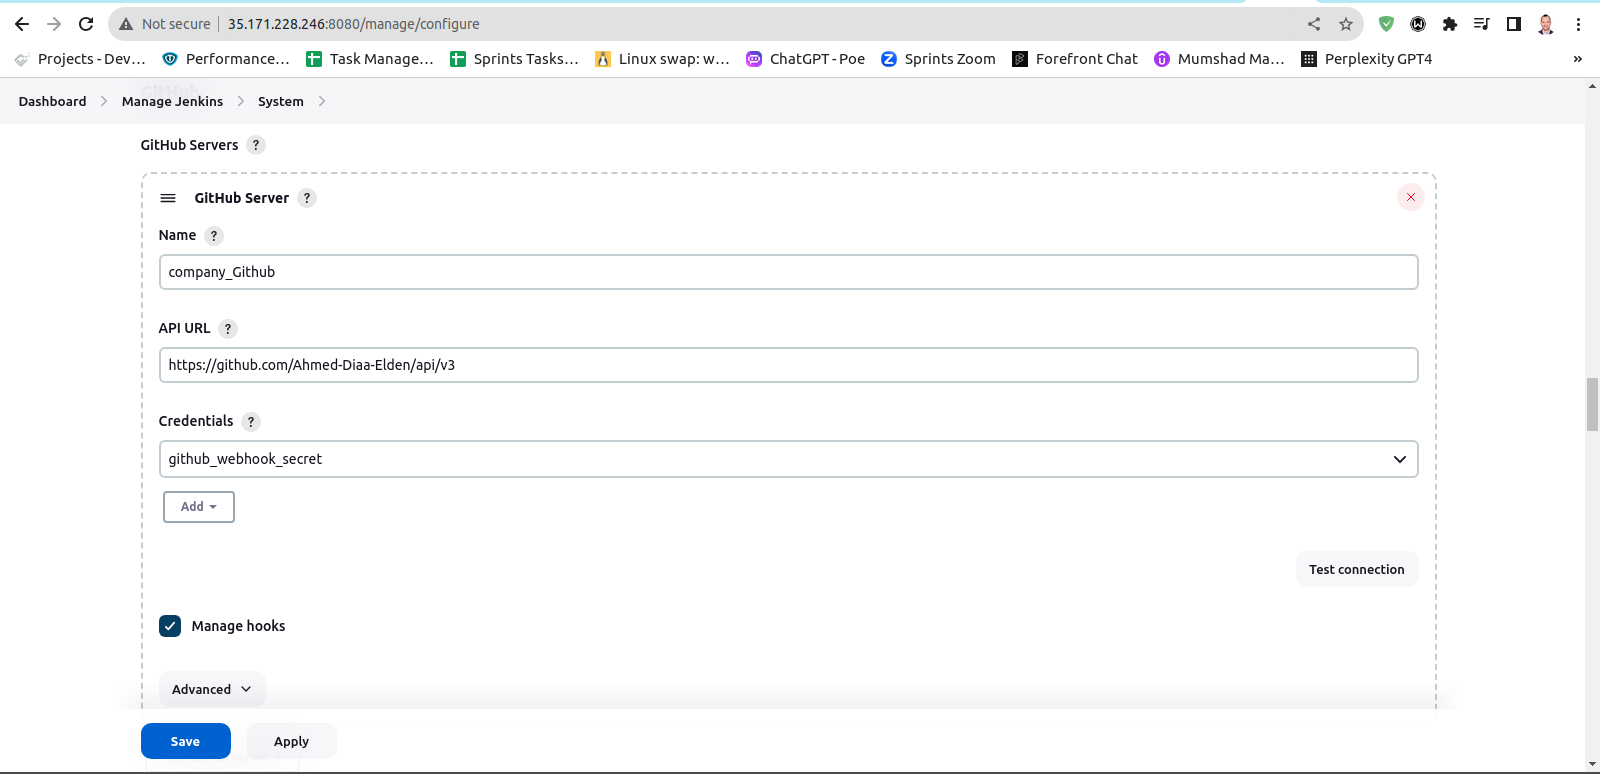 Not secure | 35.171.228.246:8080/manage/configure
Projects - Dev... Performance... Task Manage... Sprints Tasks... Linux swap: w... ChatGPT - Poe Sprints Zoom Forefront Chat Mumshad Ma... Perplexity GPT4 »
GitHub
Dashboard > Manage Jenkins > System >
GitHub Servers ?
GitHub Server ?
Name ?
company_Github
API URL ?
https://github.com/Ahmed-Diaa-Elden/api/v3
Credentials ?
github_webhook_secret
Add
Test connection
Manage hooks
Advanced
Save Apply